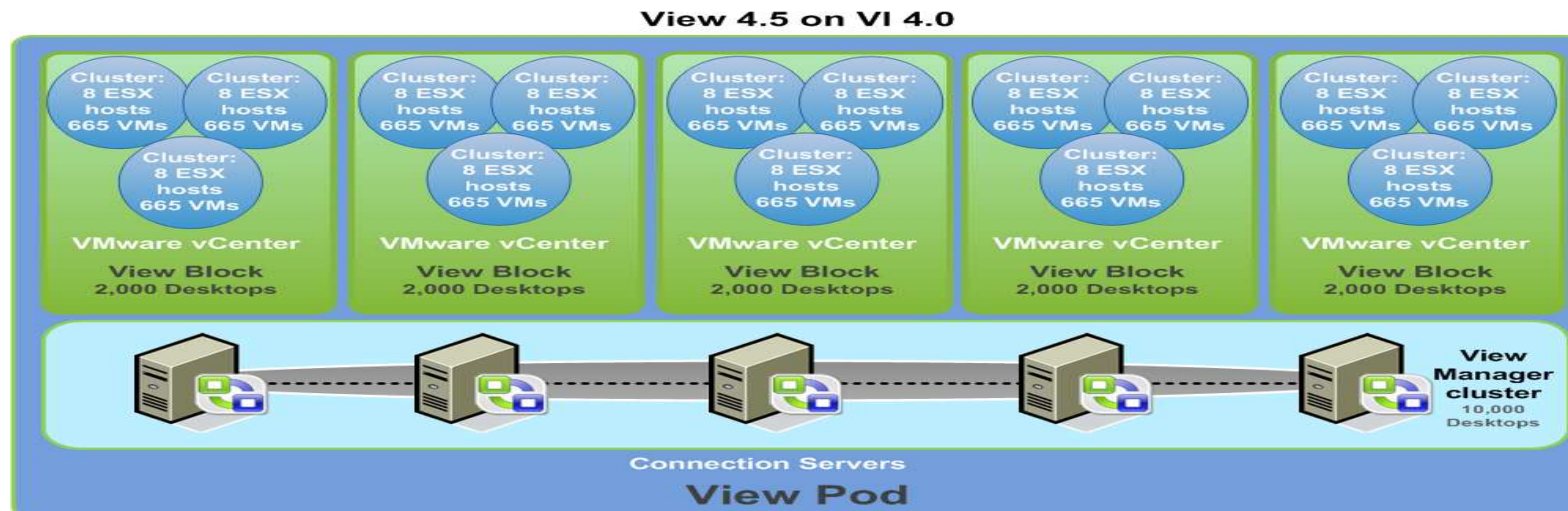 View 4.5 on VI 4.0
Cluster:
8 ESX
hosts
665 VMs
Cluster:
8 ESX
hosts
665 VMs
Cluster:
8 ESX
hosts
665 VMs
VMware vCenter
View Block
2,000 Desktops
Cluster:
8 ESX
hosts
665 VMs
Cluster:
8 ESX
hosts
665 VMs
Cluster:
8 ESX
hosts
665 VMs
VMware vCenter
View Block
2,000 Desktops
Cluster:
8 ESX
hosts
665 VMs
Cluster:
8 ESX
hosts
665 VMs
Cluster:
8 ESX
hosts
665 VMs
VMware vCenter
View Block
2,000 Desktops
Cluster:
8 ESX
hosts
665 VMs
Cluster:
8 ESX
hosts
665 VMs
Cluster:
8 ESX
hosts
665 VMs
VMware vCenter
View Block
2,000 Desktops
Cluster:
8 ESX
hosts
665 VMs
Cluster:
8 ESX
hosts
665 VMs
Cluster:
8 ESX
hosts
665 VMs
VMware vCenter
View Block
2,000 Desktops
View
Manager
cluster
10,000
Desktops
Connection Servers
View Pod